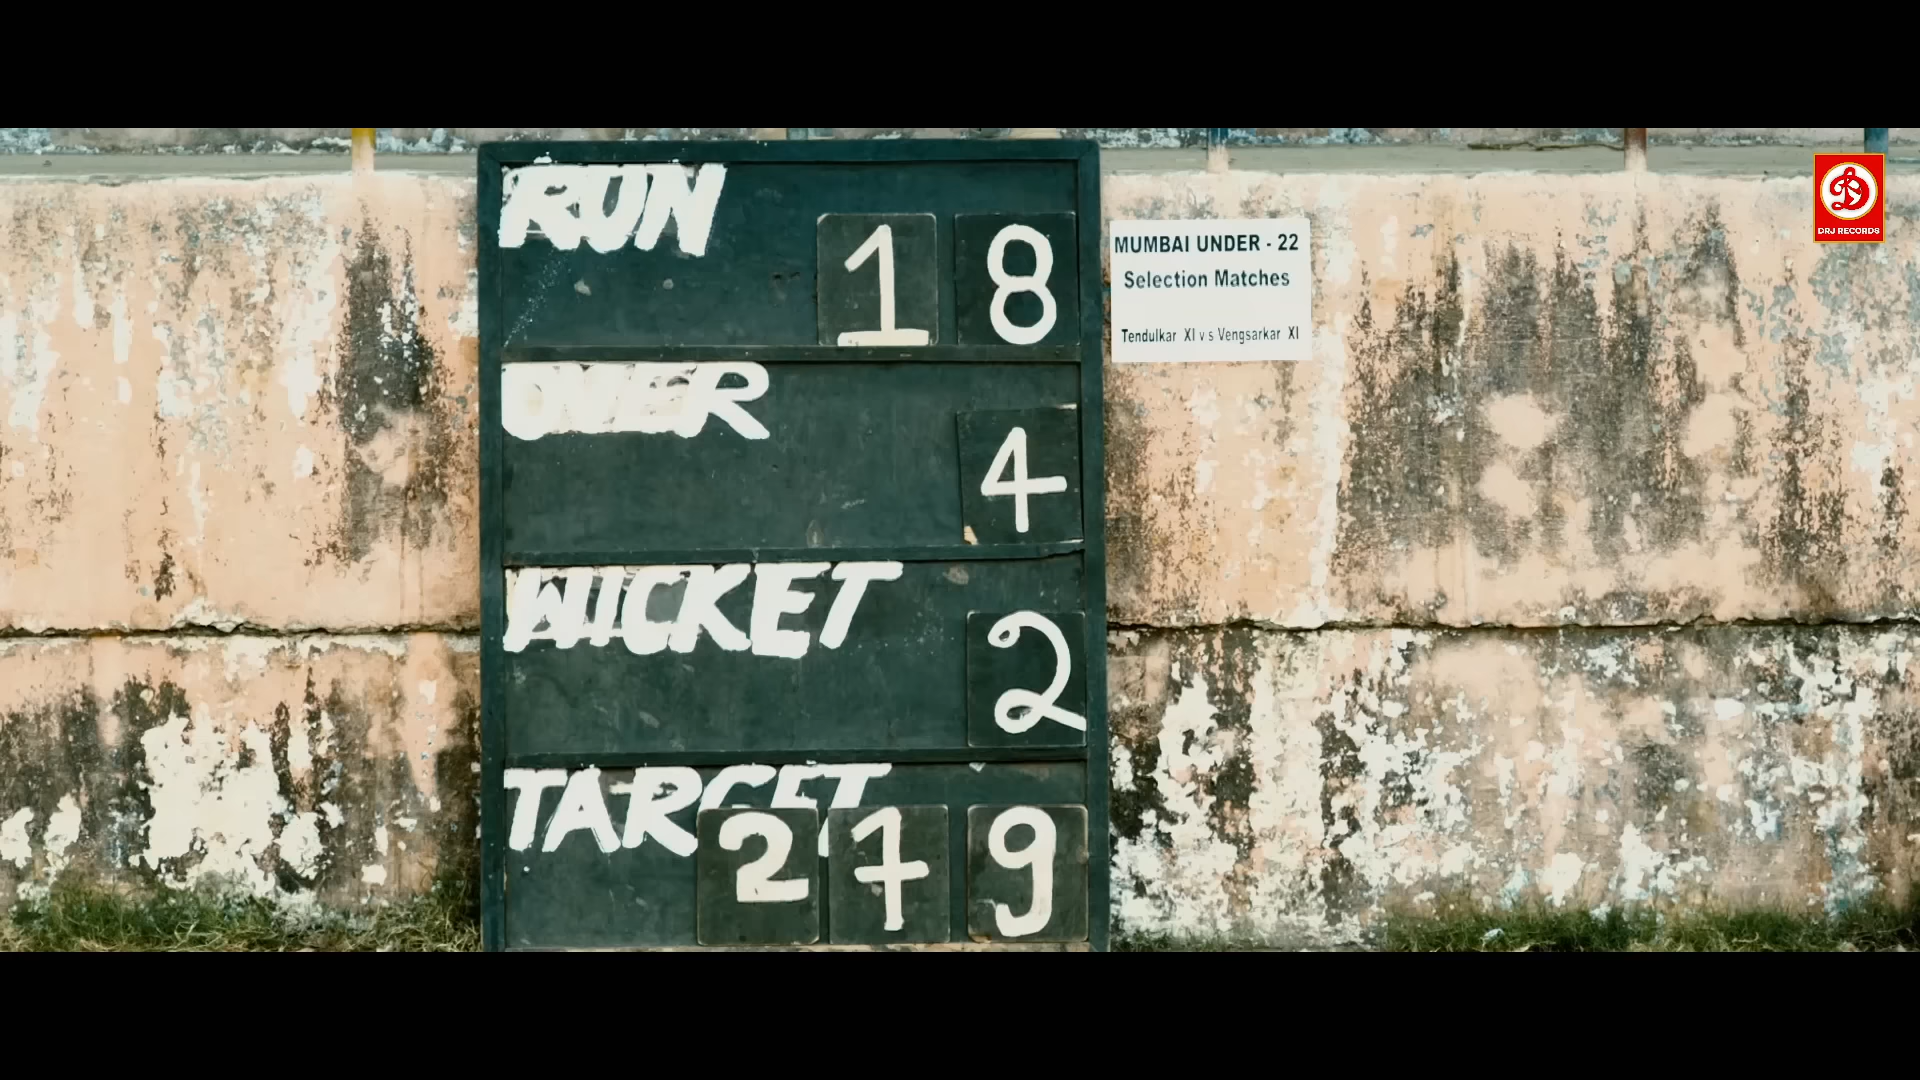 RUN
18
OVER
4
WICKET
2
TARGET
279
MUMBAI UNDER - 22
Selection Matches
Tendulkar XI v s Vengsarkar XI
DRJ RECORDS